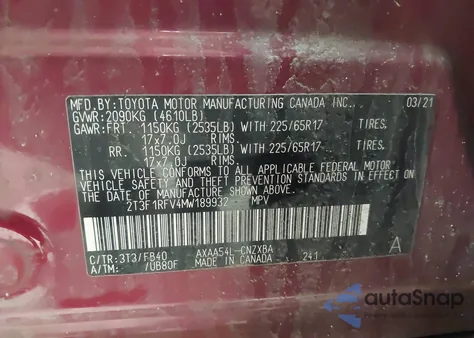 MFD.BY: TOYOTA MOTOR MANUFACTURING CANADA INC. 03/21
GVWR: 2090KG (4610LB)
GAWR: FRT. 1150KG (2535LB) WITH 225/65R17 TIRES.
17x7.0J RIMS.
RR. 1150KG (2535LB) WITH 225/65R17 TIRES.
17x7.0J RIMS.
THIS VEHICLE CONFORMS TO ALL APPLICABLE FEDERAL MOTOR
VEHICLE SAFETY AND THEFT PREVENTION STANDARDS IN EFFECT ON
THE DATE OF MANUFACTURE SHOWN ABOVE.
2T3F1RFV4MW189932 MPV
C/TR: 3T3/FB40 AXAA54L-CNZXBA A
A/TM: /UB80F MADE IN CANADA 241
autoSnap